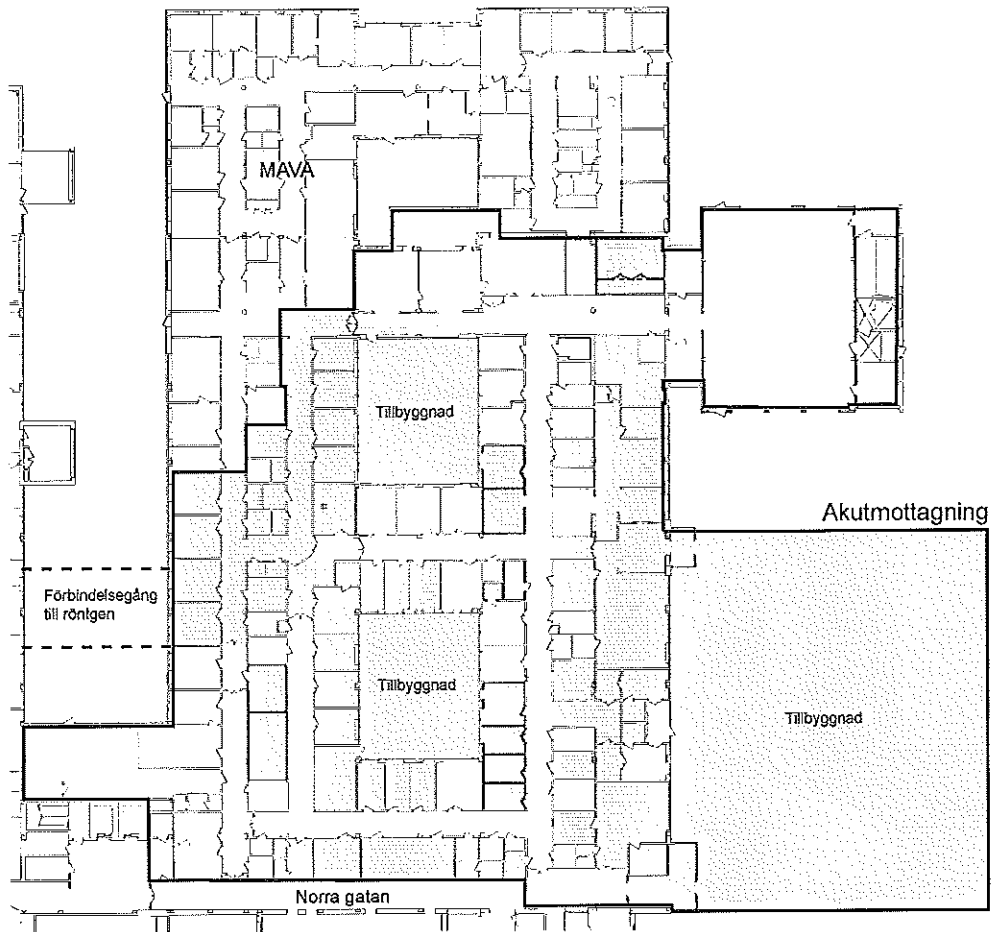 MAVA
Tillbyggnad
Akutmottagning
Förbindelsegång
till röntgen
Tillbyggnad
Tillbyggnad
Norra gatan